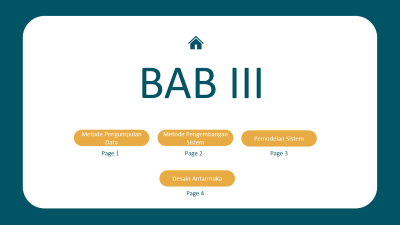 BAB III
Metode Pengumpulan
Data
Page 1
Metode Pengembangan
Sistem
Page 2
Pemodelan Sistem
Page 3
Desain Antarmuka
Page 4